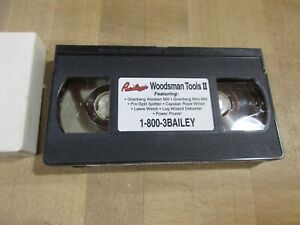 Baileys Woodsman Tools II
Featuring:
• Granberg Alaskan Mill • Granberg Mini-Mill
• Pro-Split Splitter • Capstan Rope Winch
• Lewis Winch • Log Wizard Debarker
• Power Pruner
1-800-3BAILEY